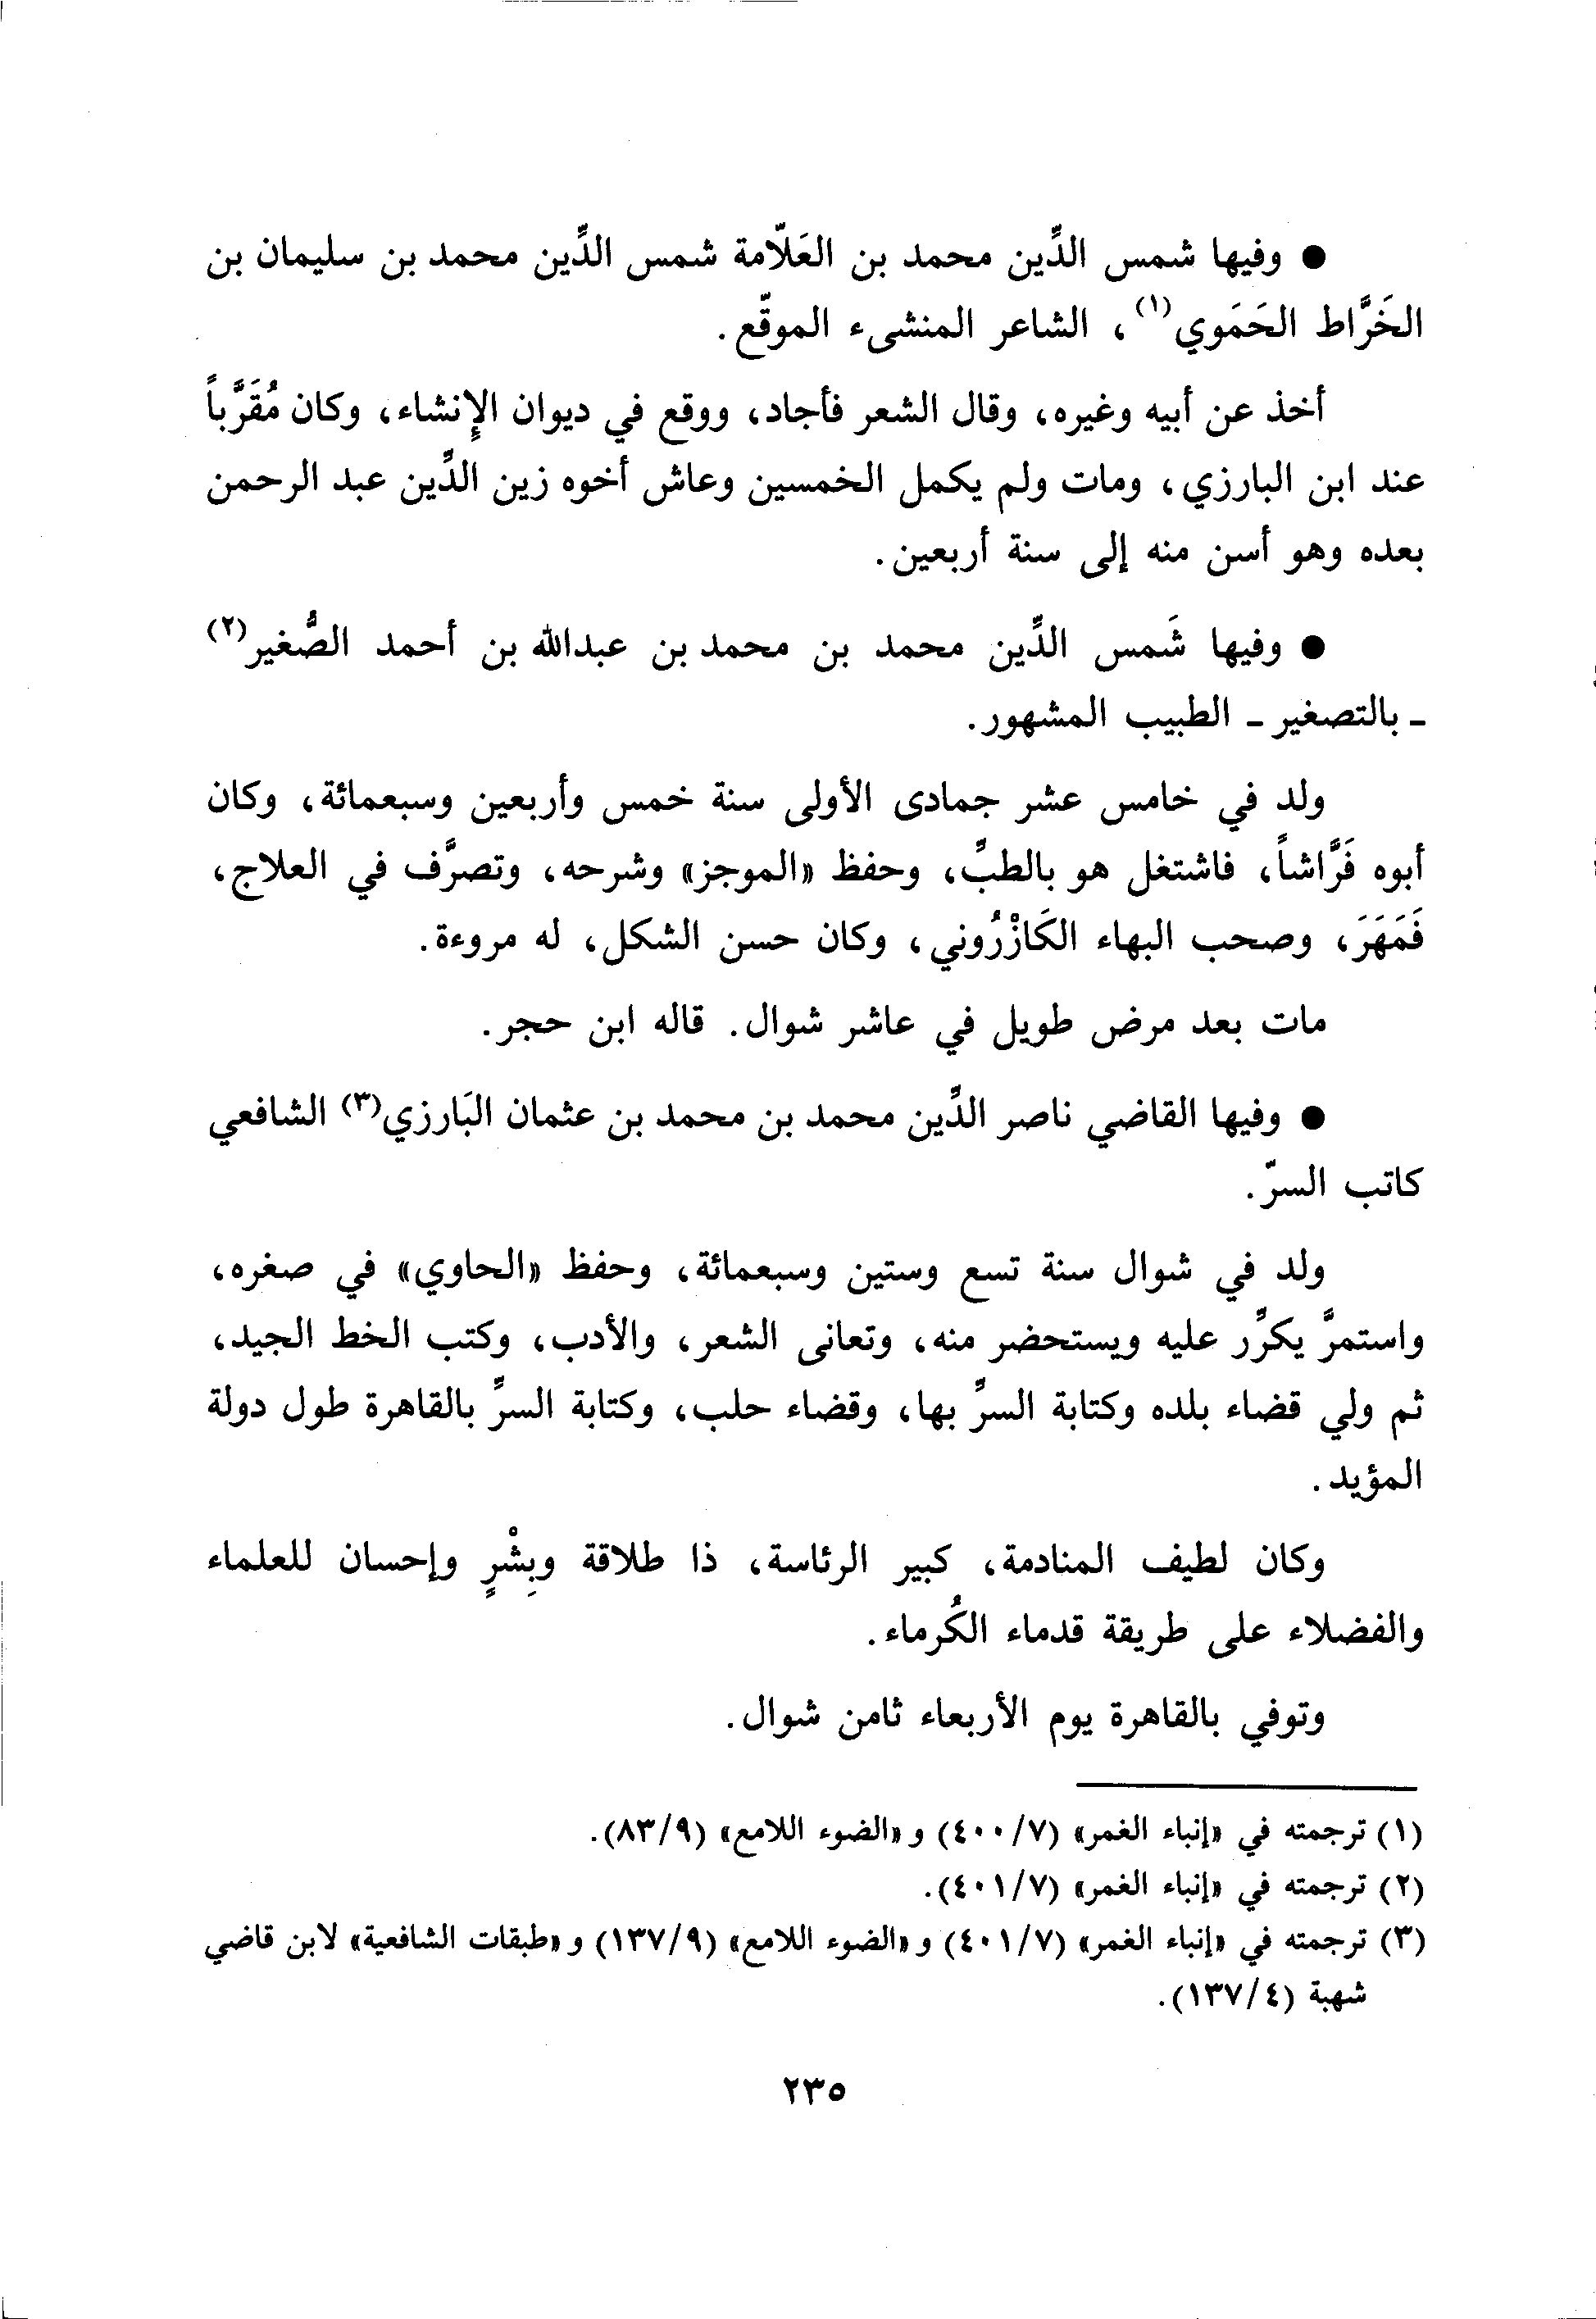 ● وفيها شمس الدِّين محمد بن العَلّامة شمس الدِّين محمد بن سليمان بن
الخَرَّاط الحَمَوي(١)، الشاعر المنشىء الموقّع.
أخذ عن أبيه وغيره، وقال الشعر فأجاد، ووقع في ديوان الإِنشاء، وكان مُقَرَّباً
عند ابن البارزي، ومات ولم يكمل الخمسين وعاش أخوه زين الدِّين عبد الرحمن
بعده وهو أسن منه إلى سنة أربعين.
● وفيها شَمس الدِّين محمد بن محمد بن عبدالله بن أحمد الصُّغير(٢)
- بالتصغير - الطبيب المشهور.
ولد في خامس عشر جمادى الأولى سنة خمس وأربعين وسبعمائة، وكان
أبوه فَرَّاشاً، فاشتغل هو بالطبِّ، وحفظ «الموجز» وشرحه، وتصرَّف في العلاج،
فَمَهَرَ، وصحب البهاء الكَازْرُوني، وكان حسن الشكل، له مروءة.
مات بعد مرض طويل في عاشر شوال. قاله ابن حجر.
● وفيها القاضي ناصر الدِّين محمد بن محمد بن عثمان البَارزي(٣) الشافعي
كاتب السرّ.
ولد في شوال سنة تسع وستين وسبعمائة، وحفظ «الحاوي» في صغره،
واستمرَّ يكرِّر عليه ويستحضر منه، وتعانى الشعر، والأدب، وكتب الخط الجيد،
ثم ولي قضاء بلده وكتابة السرِّ بها، وقضاء حلب، وكتابة السرِّ بالقاهرة طول دولة
المؤيد.
وكان لطيف المنادمة، كبير الرئاسة، ذا طلاقة وبِشْرٍ وإحسان للعلماء
والفضلاء على طريقة قدماء الكُرماء.
وتوفي بالقاهرة يوم الأربعاء ثامن شوال.
(١) ترجمته في «إنباء الغمر» (٧/٤٠٠) و «الضوء اللامع» (٩/٨٣).
(٢) ترجمته في «إنباء الغمر» (٧/٤٠١).
(٣) ترجمته في «إنباء الغمر» (٧/٤٠١) و «الضوء اللامع» (٩/١٣٧) و «طبقات الشافعية» لابن قاضي
شهبة (٤/١٣٧).
٢٣٥